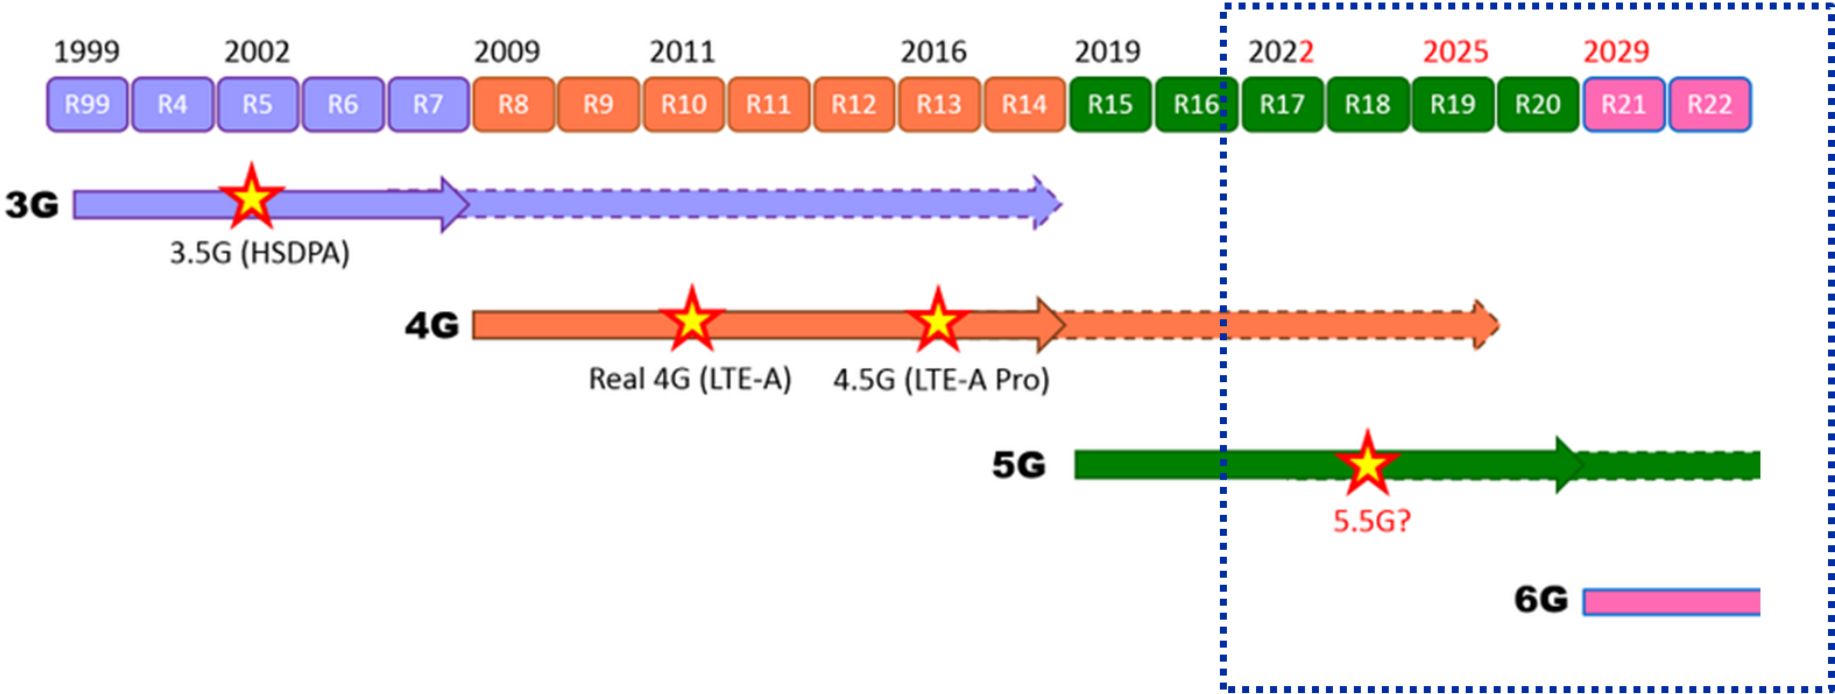 1999 2002 2009 2011 2016 2019 2022 2025 2029
R99 R4 R5 R6 R7 R8 R9 R10 R11 R12 R13 R14 R15 R16 R17 R18 R19 R20 R21 R22
3G
3.5G (HSDPA)
4G
Real 4G (LTE-A) 4.5G (LTE-A Pro)
5G
5.5G?
6G